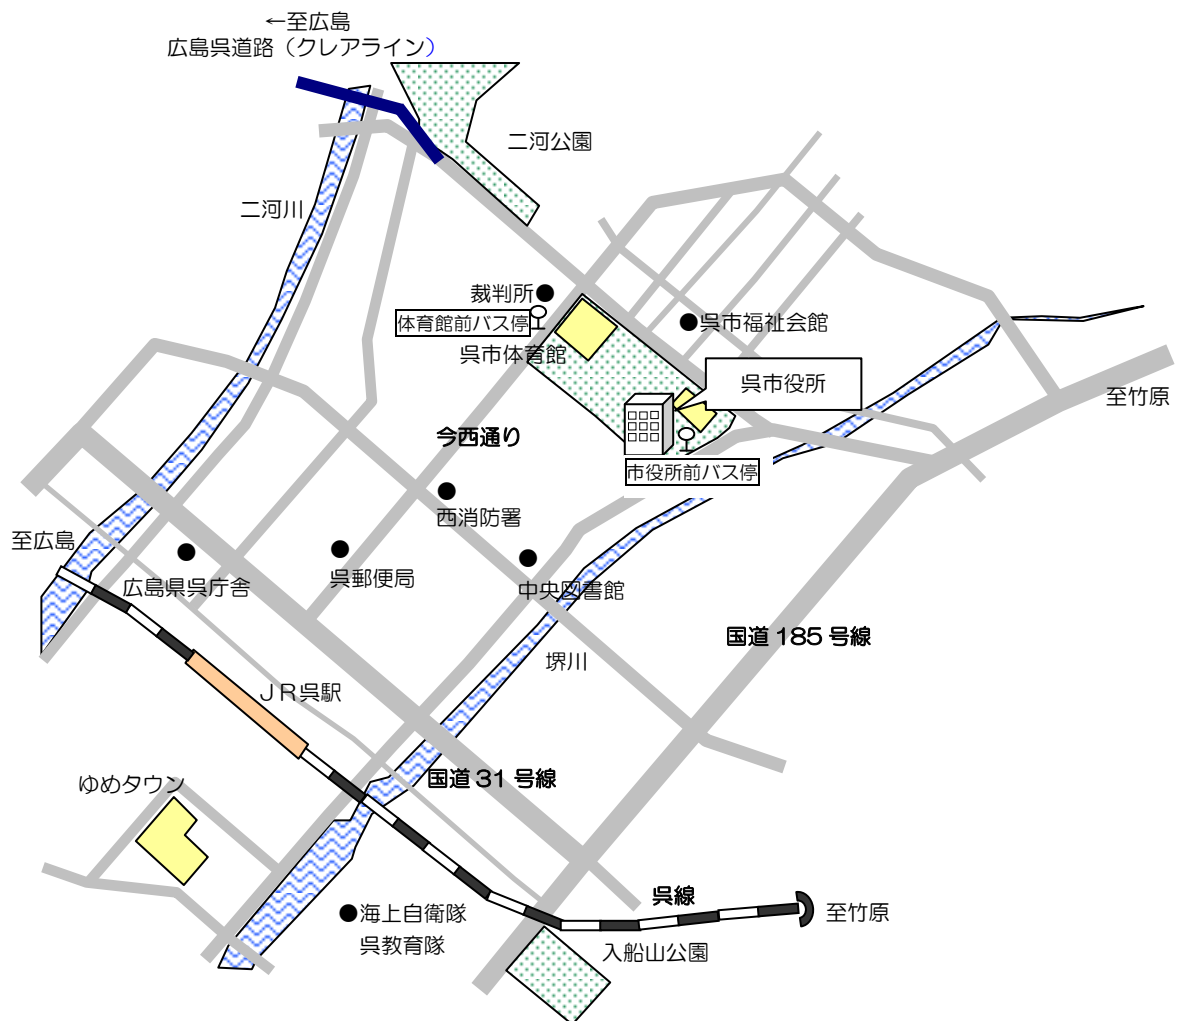 ←至広島
広島呉道路（クレアライン）
二河公園
二河川
裁判所
体育館前バス停
呉市福祉会館
呉市体育館
呉市役所
至竹原
今西通り
市役所前バス停
西消防署
至広島
広島県呉庁舎
呉郵便局
中央図書館
国道185号線
堺川
ＪＲ呉駅
国道31号線
ゆめタウン
呉線
海上自衛隊
呉教育隊
至竹原
入船山公園